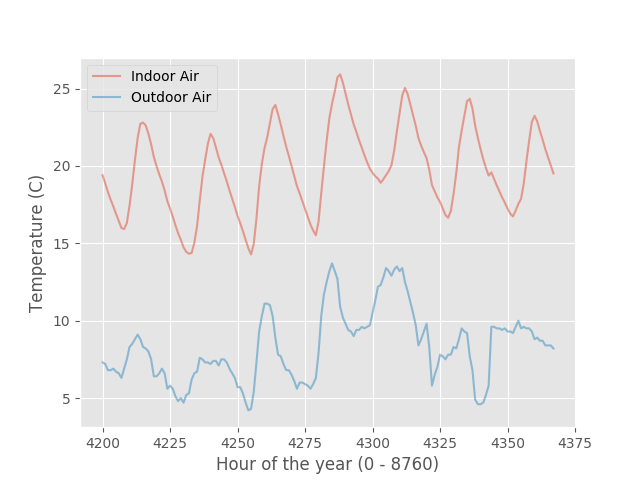 Indoor Air
Outdoor Air
25
20
15
10
5
Temperature (C)
4200 4225 4250 4275 4300 4325 4350 4375
Hour of the year (0 - 8760)